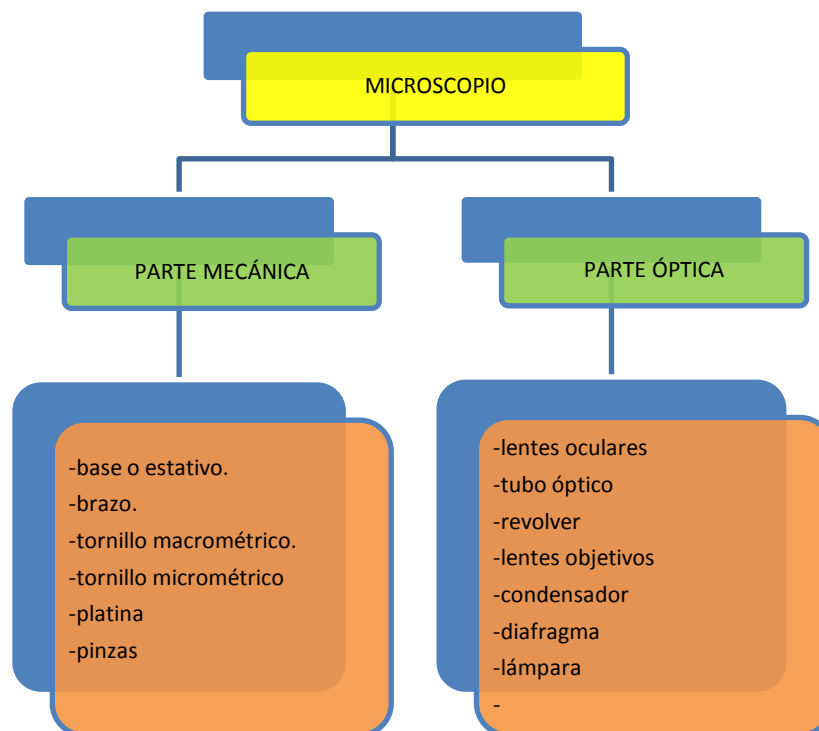 MICROSCOPIO
PARTE MECÁNICA
PARTE ÓPTICA
-base o estativo.
-brazo.
-tornillo macrométrico.
-tornillo micrométrico
-platina
-pinzas
-lentes oculares
-tubo óptico
-revolver
-lentes objetivos
-condensador
-diafragma
-lámpara
-